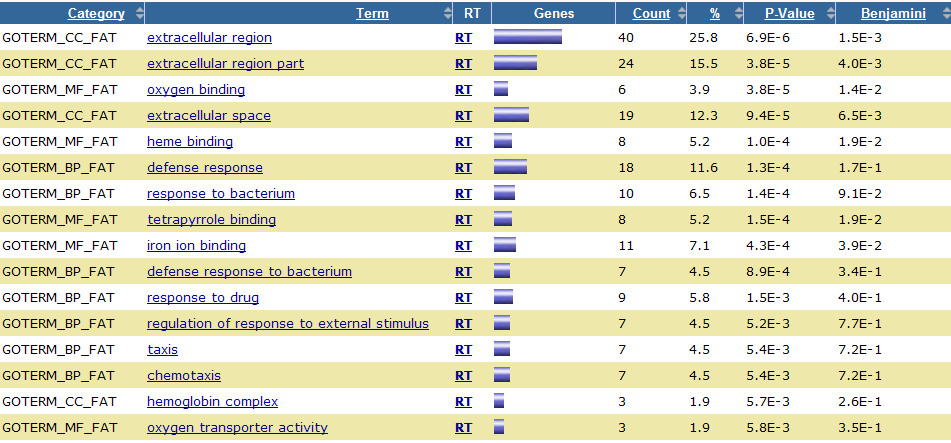 Category Term RT Genes Count % P-Value Benjamini
GOTERM_CC_FAT extracellular region RT 40 25.8 6.9E-6 1.5E-3
GOTERM_CC_FAT extracellular region part RT 24 15.5 3.8E-5 4.0E-3
GOTERM_MF_FAT oxygen binding RT 6 3.9 3.8E-5 1.4E-2
GOTERM_CC_FAT extracellular space RT 19 12.3 9.4E-5 6.5E-3
GOTERM_MF_FAT heme binding RT 8 5.2 1.0E-4 1.9E-2
GOTERM_BP_FAT defense response RT 18 11.6 1.3E-4 1.7E-1
GOTERM_BP_FAT response to bacterium RT 10 6.5 1.4E-4 9.1E-2
GOTERM_MF_FAT tetrapyrrole binding RT 8 5.2 1.5E-4 1.9E-2
GOTERM_MF_FAT iron ion binding RT 11 7.1 4.3E-4 3.9E-2
GOTERM_BP_FAT defense response to bacterium RT 7 4.5 8.9E-4 3.4E-1
GOTERM_BP_FAT response to drug RT 9 5.8 1.5E-3 4.0E-1
GOTERM_BP_FAT regulation of response to external stimulus RT 7 4.5 5.2E-3 7.7E-1
GOTERM_BP_FAT taxis RT 7 4.5 5.4E-3 7.2E-1
GOTERM_BP_FAT chemotaxis RT 7 4.5 5.4E-3 7.2E-1
GOTERM_CC_FAT hemoglobin complex RT 3 1.9 5.7E-3 2.6E-1
GOTERM_MF_FAT oxygen transporter activity RT 3 1.9 5.8E-3 3.5E-1